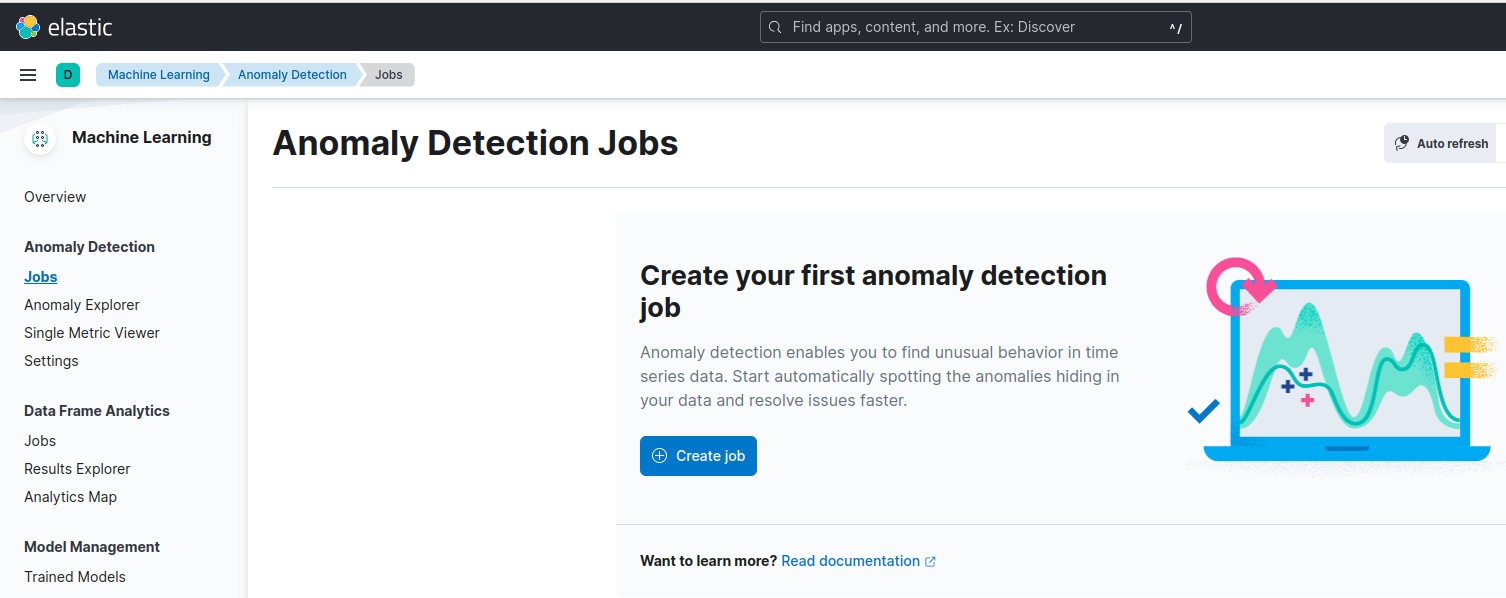 elastic
Find apps, content, and more. Ex: Discover
^/
D
Machine Learning
Anomaly Detection
Jobs
Machine Learning
Overview
Anomaly Detection
Jobs
Anomaly Explorer
Single Metric Viewer
Settings
Data Frame Analytics
Jobs
Results Explorer
Analytics Map
Model Management
Trained Models
Anomaly Detection Jobs
Auto refresh
Create your first anomaly detection
job
Anomaly detection enables you to find unusual behavior in time
series data. Start automatically spotting the anomalies hiding in
your data and resolve issues faster.
Create job
Want to learn more? Read documentation